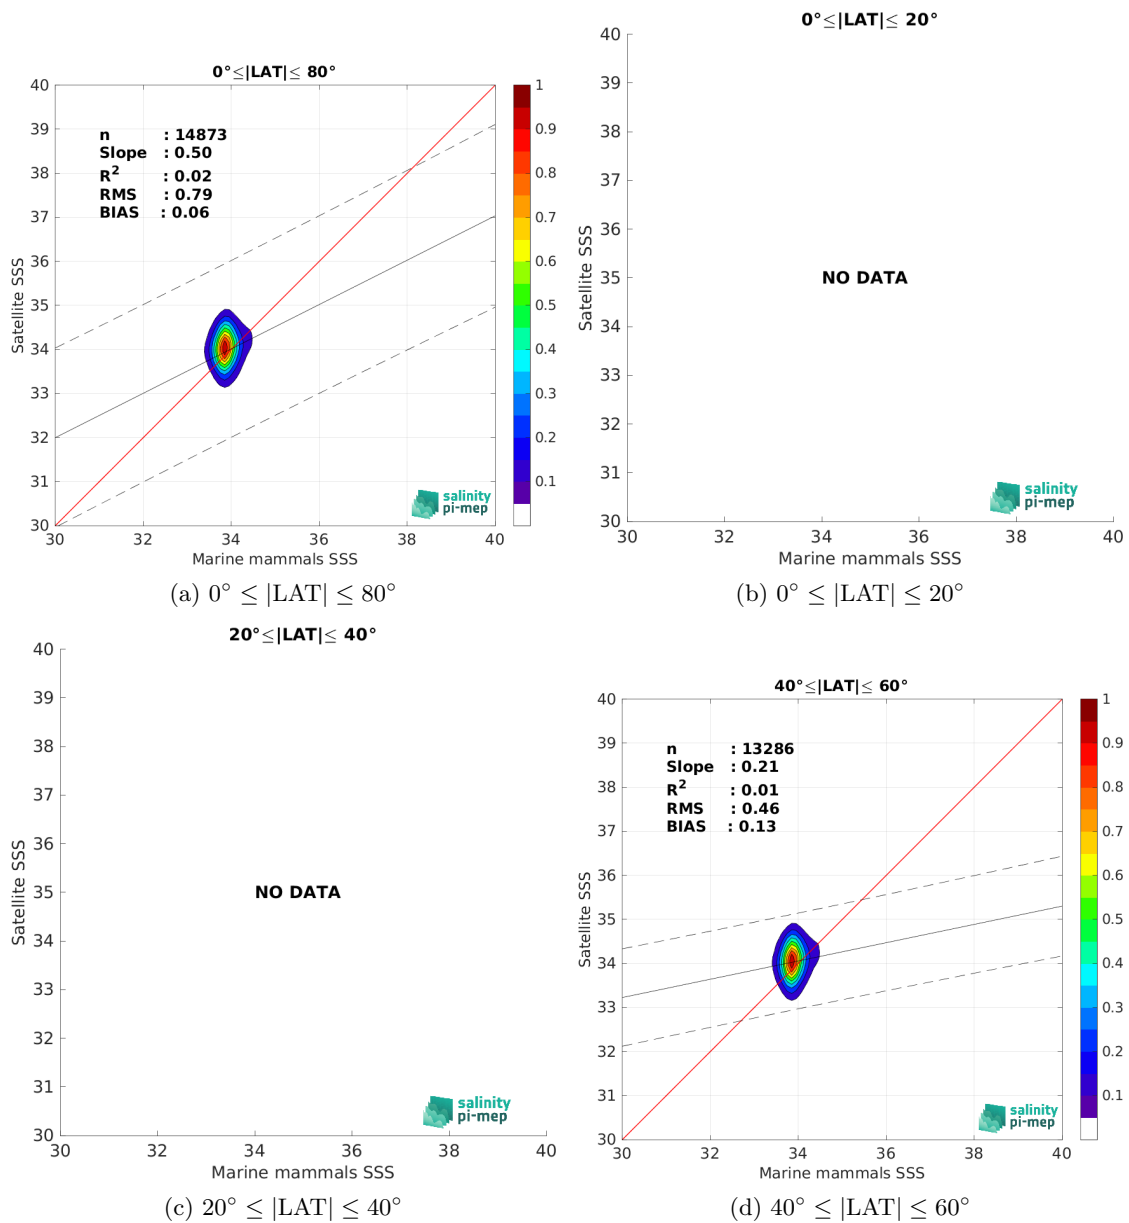 0°≤|LAT|≤ 80°
40
39
38
37
36
35
34
33
32
31
30
Satellite SSS
n : 14873
Slope : 0.50
R² : 0.02
RMS : 0.79
BIAS : 0.06
1
0.9
0.8
0.7
0.6
0.5
0.4
0.3
0.2
0.1
salinity
pi-mep
30 32 34 36 38 40
Marine mammals SSS
(a) 0° ≤ |LAT| ≤ 80°
0°≤|LAT|≤ 20°
40
39
38
37
36
35
34
33
32
31
30
Satellite SSS
NO DATA
salinity
pi-mep
30 32 34 36 38 40
Marine mammals SSS
(b) 0° ≤ |LAT| ≤ 20°
20°≤|LAT|≤ 40°
40
39
38
37
36
35
34
33
32
31
30
Satellite SSS
NO DATA
salinity
pi-mep
30 32 34 36 38 40
Marine mammals SSS
(c) 20° ≤ |LAT| ≤ 40°
40°≤|LAT|≤ 60°
40
39
38
37
36
35
34
33
32
31
30
Satellite SSS
n : 13286
Slope : 0.21
R² : 0.01
RMS : 0.46
BIAS : 0.13
1
0.9
0.8
0.7
0.6
0.5
0.4
0.3
0.2
0.1
salinity
pi-mep
30 32 34 36 38 40
Marine mammals SSS
(d) 40° ≤ |LAT| ≤ 60°